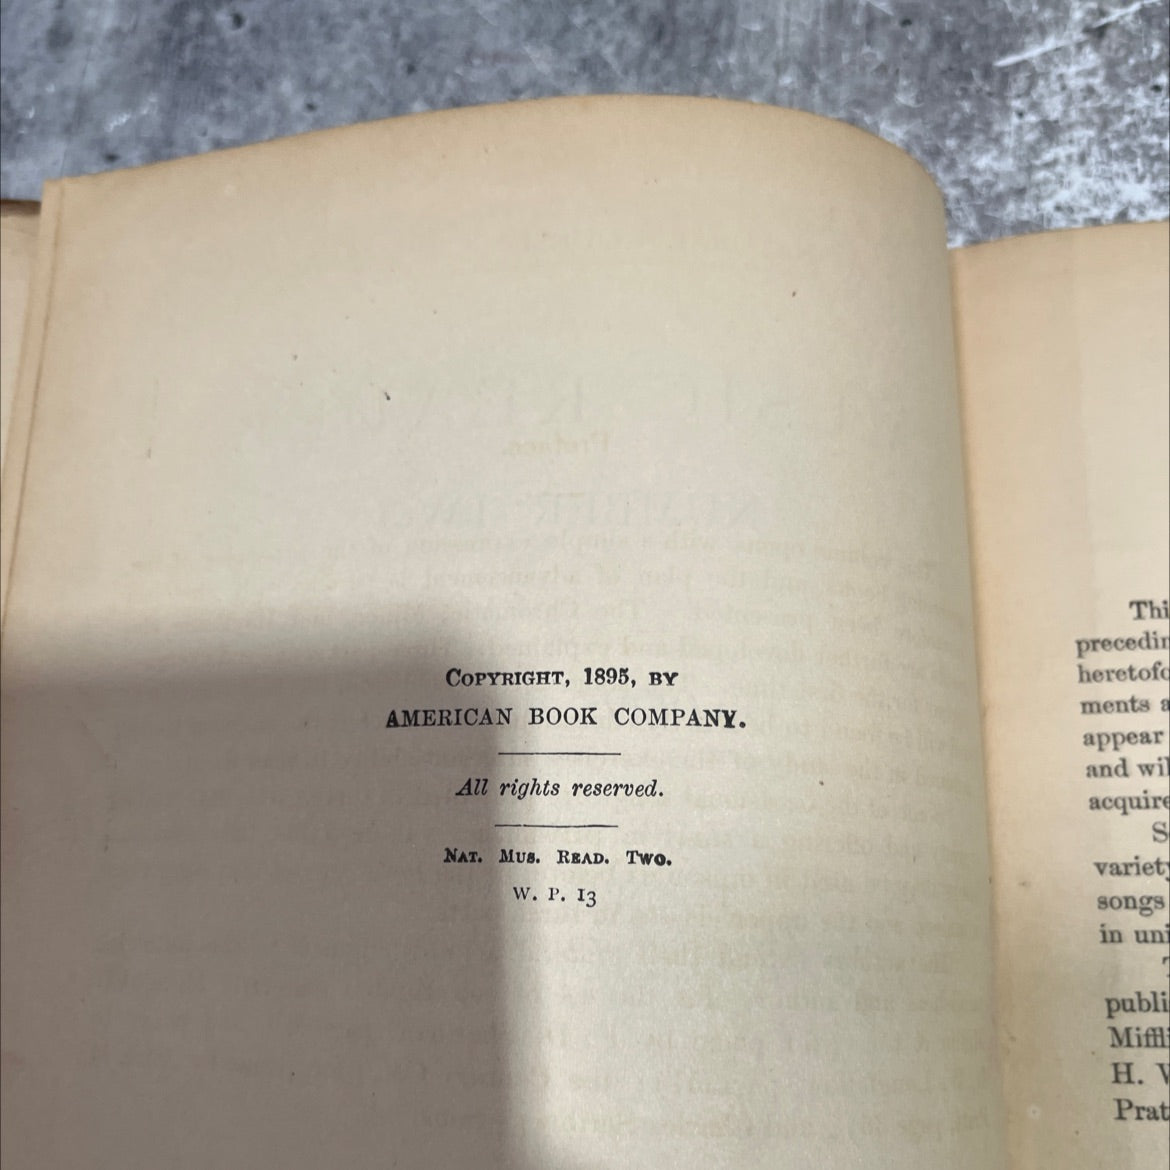 COPYRIGHT, 1895, BY
AMERICAN BOOK COMPANY.
All rights reserved.
NAT. MUS. READ. TWO.
W. P. 13
Thi
precedin
heretofo
ments a
appear
and wil
acquire
S
variety
songs
in uni
T
publi
Miffli
H. V
Prat